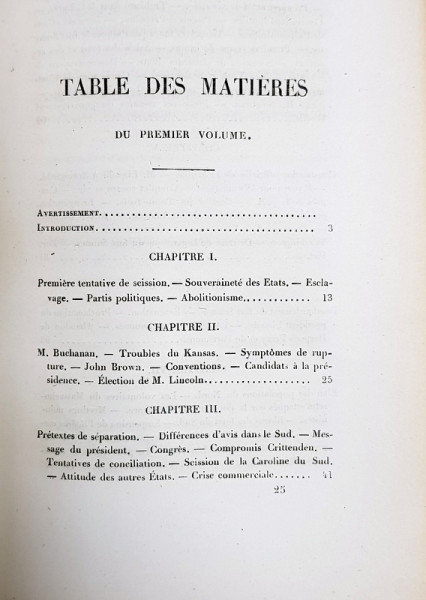 TABLE DES MATIÈRES
DU PREMIER VOLUME.
AVERTISSEMENT.......................................
INTRODUCTION....................................... 3
CHAPITRE I.
Première tentative de scission. — Souveraineté des Etats. — Escla-
vage. — Partis politiques. — Abolitionisme............. 13
CHAPITRE II.
M. Buchanan. — Troubles du Kansas. — Symptômes de rup-
ture. — John Brown. — Conventions. — Candidats à la pré-
sidence. — Élection de M. Lincoln.................... 25
CHAPITRE III.
Prétextes de séparation. — Différences d'avis dans le Sud. — Mes-
sage du président. — Congrès. — Compromis Crittenden. —
Tentatives de conciliation. — Scission de la Caroline du Sud.
— Attitude des autres États. — Crise commerciale....... 41
25